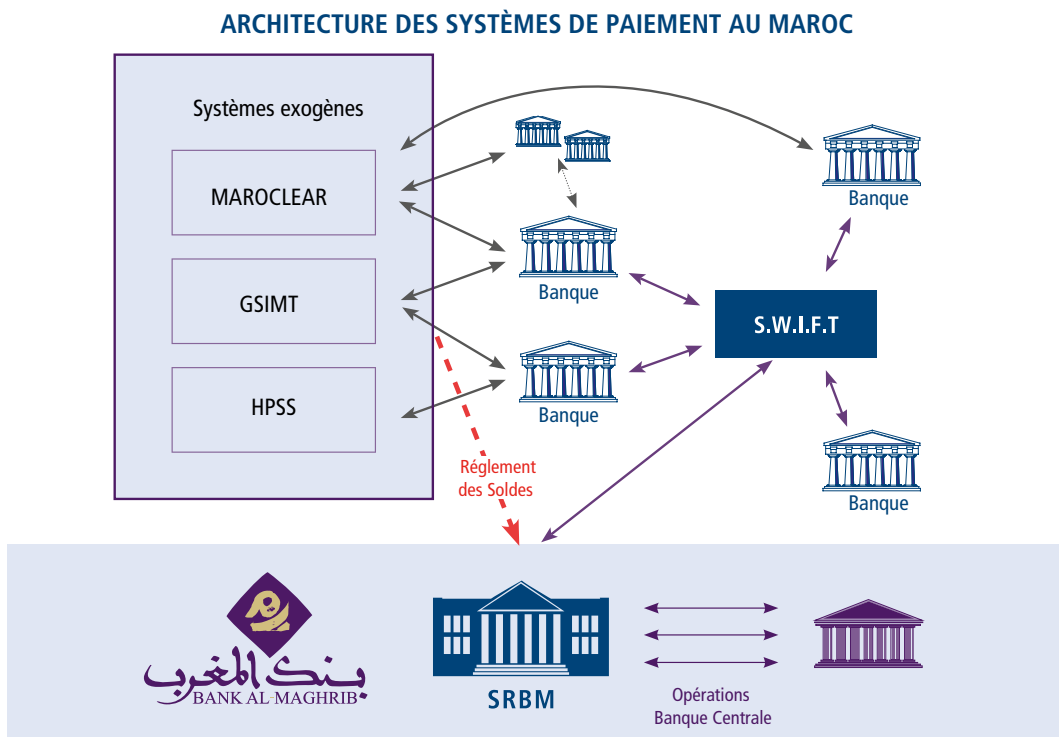 ARCHITECTURE DES SYSTÈMES DE PAIEMENT AU MAROC
Systèmes exogènes
MAROCLEAR
GSIMT
HPSS
Banque
Banque
Banque
S.W.I.F.T
Banque
Réglement
des Soldes
بنك المغرب
BANK AL-MAGHRIB
SRBM
Opérations
Banque Centrale